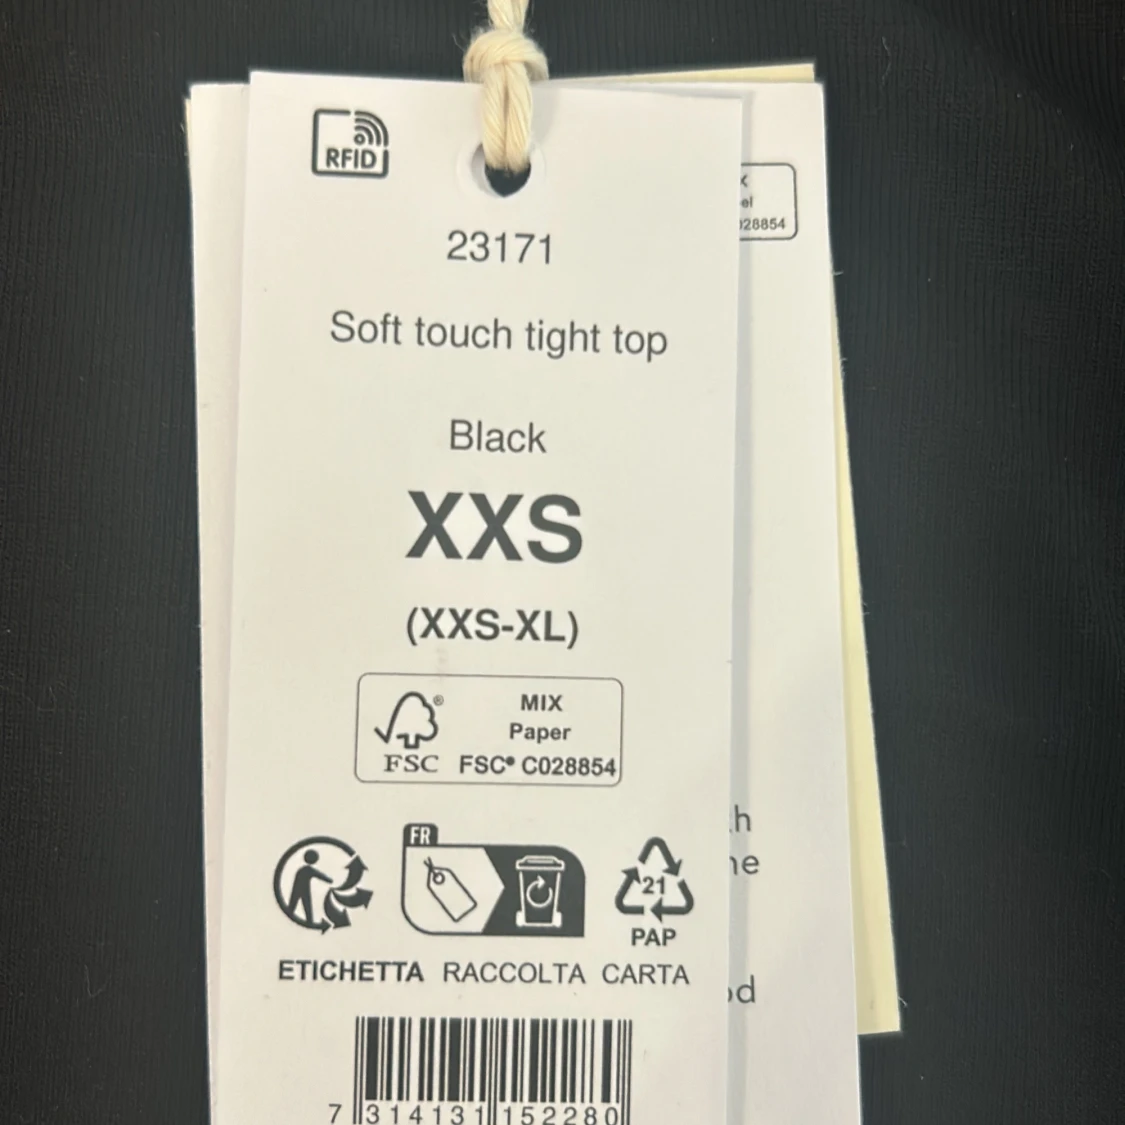 RFID
23171
Soft touch tight top
Black
XXS
(XXS-XL)
MIX
Paper
FSC® C028854
FSC
FR
21
PAP
ETICHETTA RACCOLTA CARTA
7 314131 152280
28854